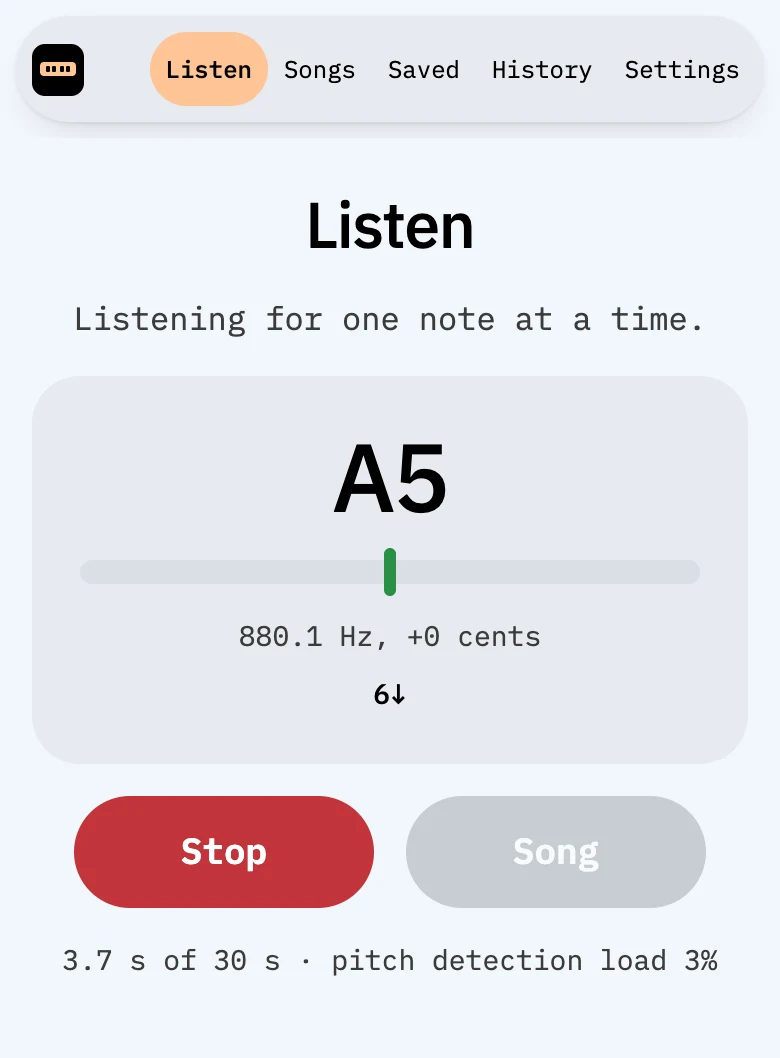 Listen Songs Saved History Settings
Listen
Listening for one note at a time.
A5
880.1 Hz, +0 cents
6↓
Stop Song
3.7 s of 30 s · pitch detection load 3%